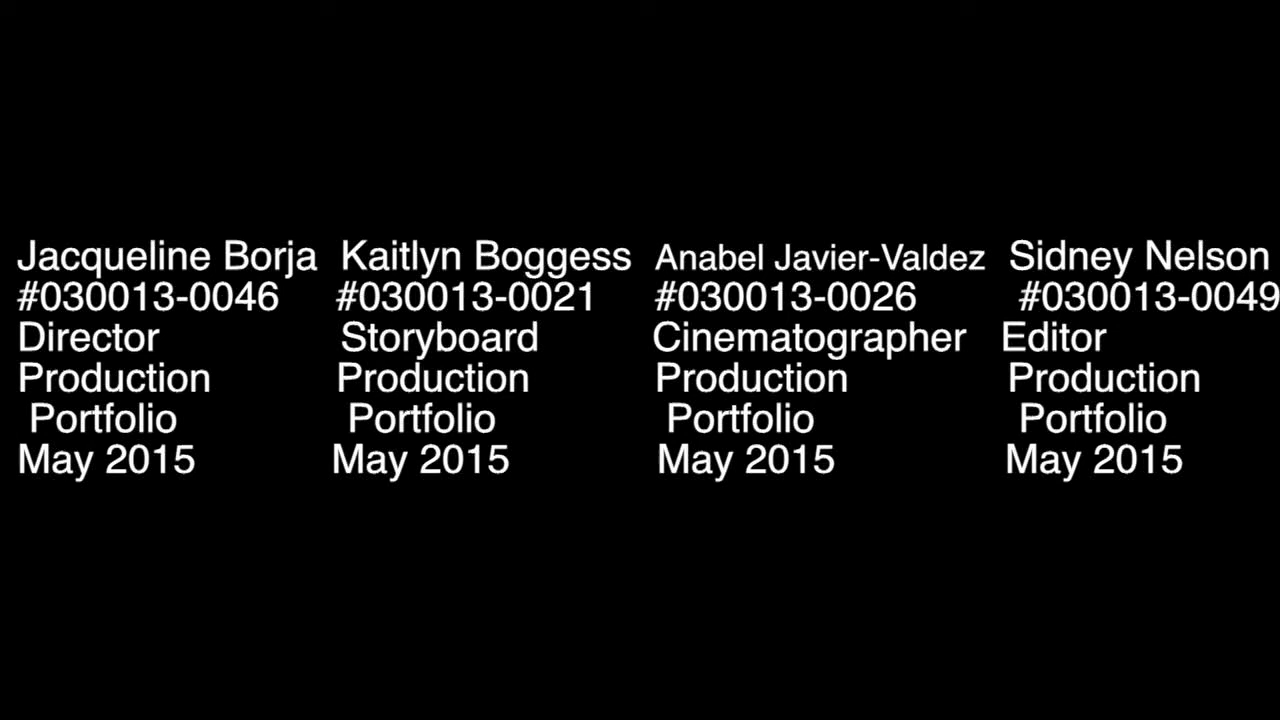 Jacqueline Borja Kaitlyn Boggess Anabel Javier-Valdez Sidney Nelson
#030013-0046 #030013-0021 #030013-0026 #030013-0049
Director Storyboard Cinematographer Editor
Production Production Production Production
Portfolio Portfolio Portfolio Portfolio
May 2015 May 2015 May 2015 May 2015